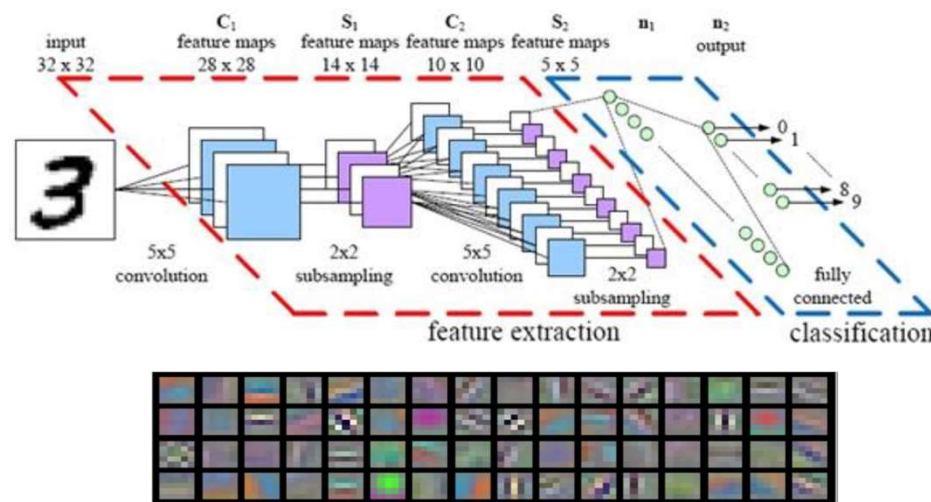 input
32 x 32
C₁
feature maps
28 x 28
S₁
feature maps
14 x 14
C₂
feature maps
10 x 10
S₂
feature maps
5 x 5
n₁
n₂
output
3
0
1
8
9
5x5
convolution
2x2
subsampling
5x5
convolution
2x2
subsampling
fully
connected
feature extraction
classification